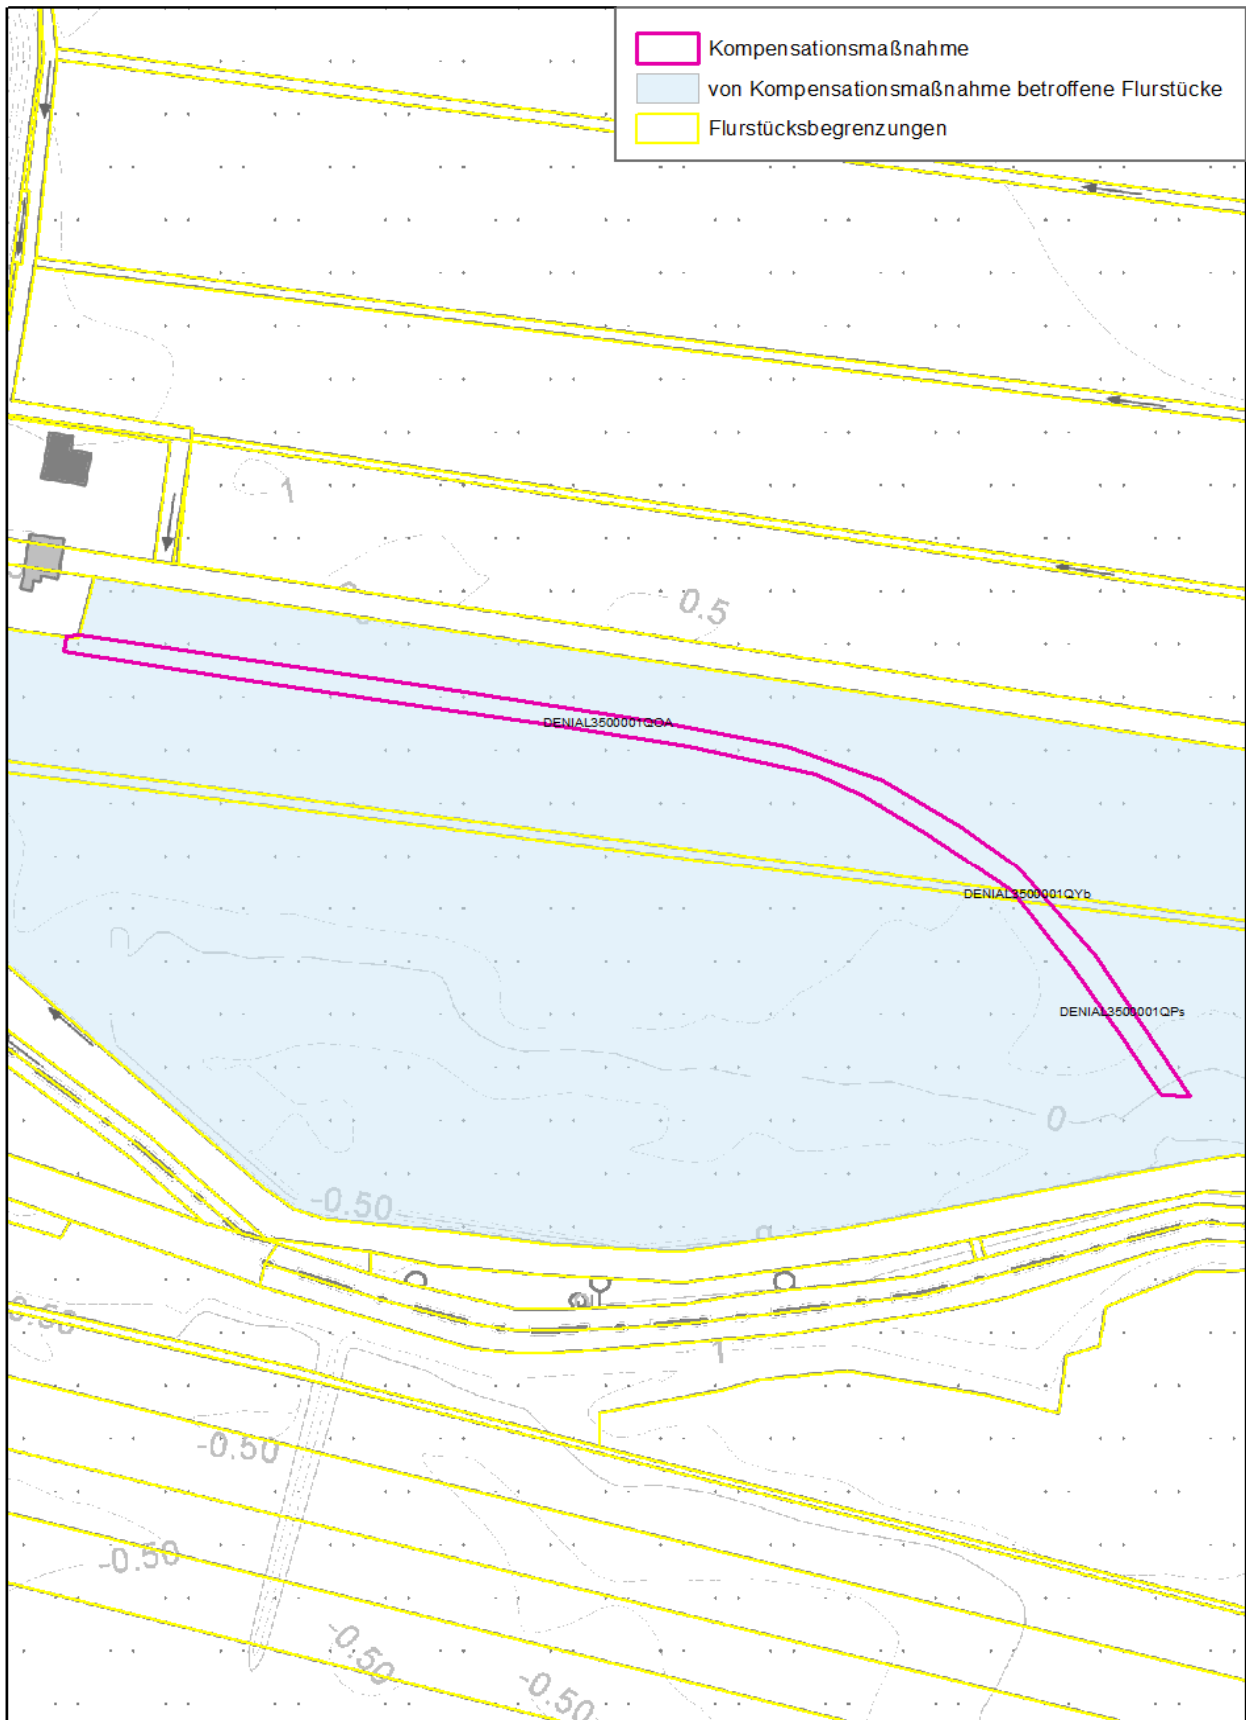 Kompensationsmaßnahme
von Kompensationsmaßnahme betroffene Flurstücke
Flurstücksbegrenzungen
1
0.5
DENIAL3500001QOA
DENIAL3500001QYb
DENIAL3500001QPs
0
-0.50
1
-0.50
-0.50
-0.50
-0.50